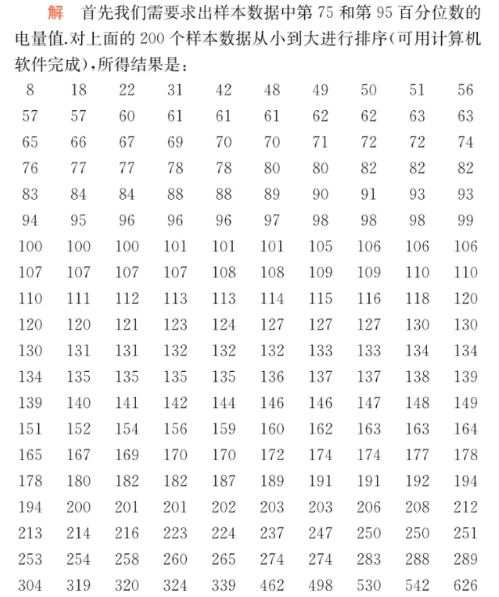 解 首先我们需要求出样本数据中第 75 和第 95 百分位数的
电量值.对上面的 200 个样本数据从小到大进行排序(可用计算机
软件完成),所得结果是:
8 18 22 31 42 48 49 50 51 56
57 57 60 61 61 61 62 62 63 63
65 66 67 69 70 70 71 72 72 74
76 77 77 78 78 80 80 82 82 82
83 84 84 88 88 89 90 91 93 93
94 95 96 96 96 97 98 98 98 99
100 100 100 101 101 101 105 106 106 106
107 107 107 107 108 108 109 109 110 110
110 111 112 113 113 114 115 116 118 120
120 120 121 123 124 127 127 127 130 130
130 131 131 132 132 132 133 133 134 134
134 135 135 135 135 136 137 137 138 139
139 140 141 142 144 146 146 147 148 149
151 152 154 156 159 160 162 163 163 164
165 167 169 170 170 172 174 174 177 178
178 180 182 182 187 189 191 191 192 194
194 200 201 201 202 203 203 206 208 212
213 214 216 223 224 237 247 250 250 251
253 254 258 260 265 274 274 283 288 289
304 319 320 324 339 462 498 530 542 626